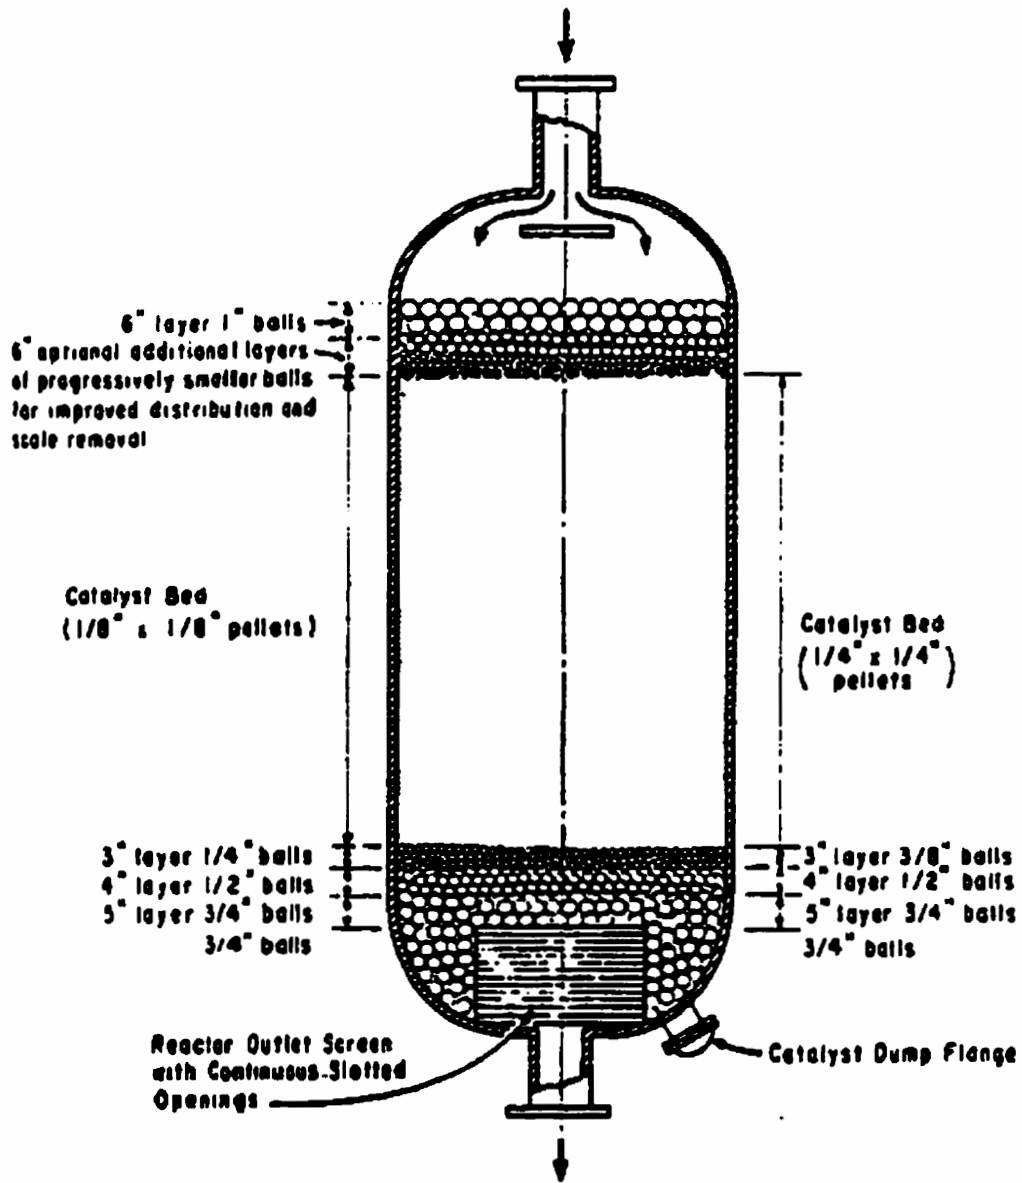 6" layer 1" balls
6" optional additional layers
of progressively smaller balls
for improved distribution and
scale removal
Catalyst Bed
(1/8" x 1/8" pellets)
Catalyst Bed
(1/4" x 1/4")
pellets
3" layer 1/4" balls
4" layer 1/2" balls
5" layer 3/4" balls
3/4" balls
3" layer 3/8" balls
4" layer 1/2" balls
5" layer 3/4" balls
3/4" balls
Reactor Outlet Screen
with Continuous-Slotted
Openings
Catalyst Dump Flange